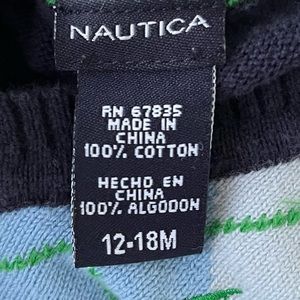 NAUTICA
RN 67835
MADE IN
CHINA
100% COTTON
HECHO EN
CHINA
100% ALGODON
12-18M